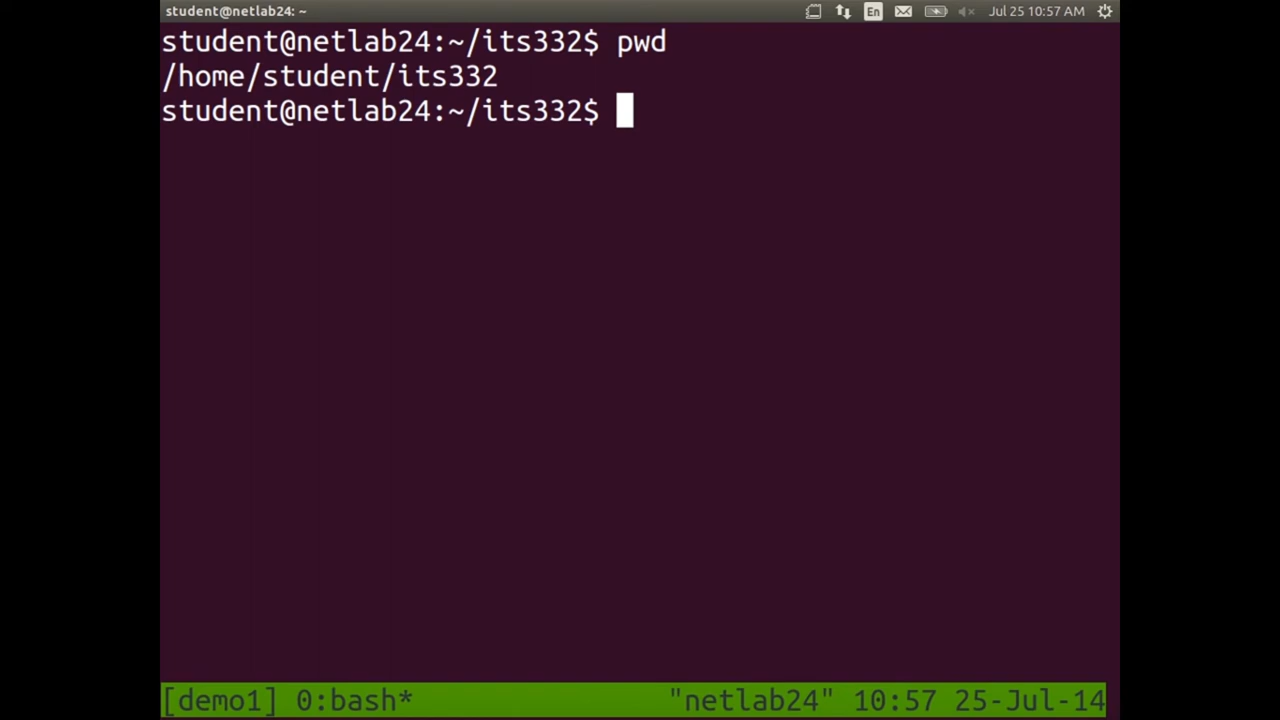 student@netlab24: ~
En
Jul 25 10:57 AM
student@netlab24:~/its332$ pwd
/home/student/its332
student@netlab24:~/its332$
[demo1] 0:bash* "netlab24" 10:57 25-Jul-14